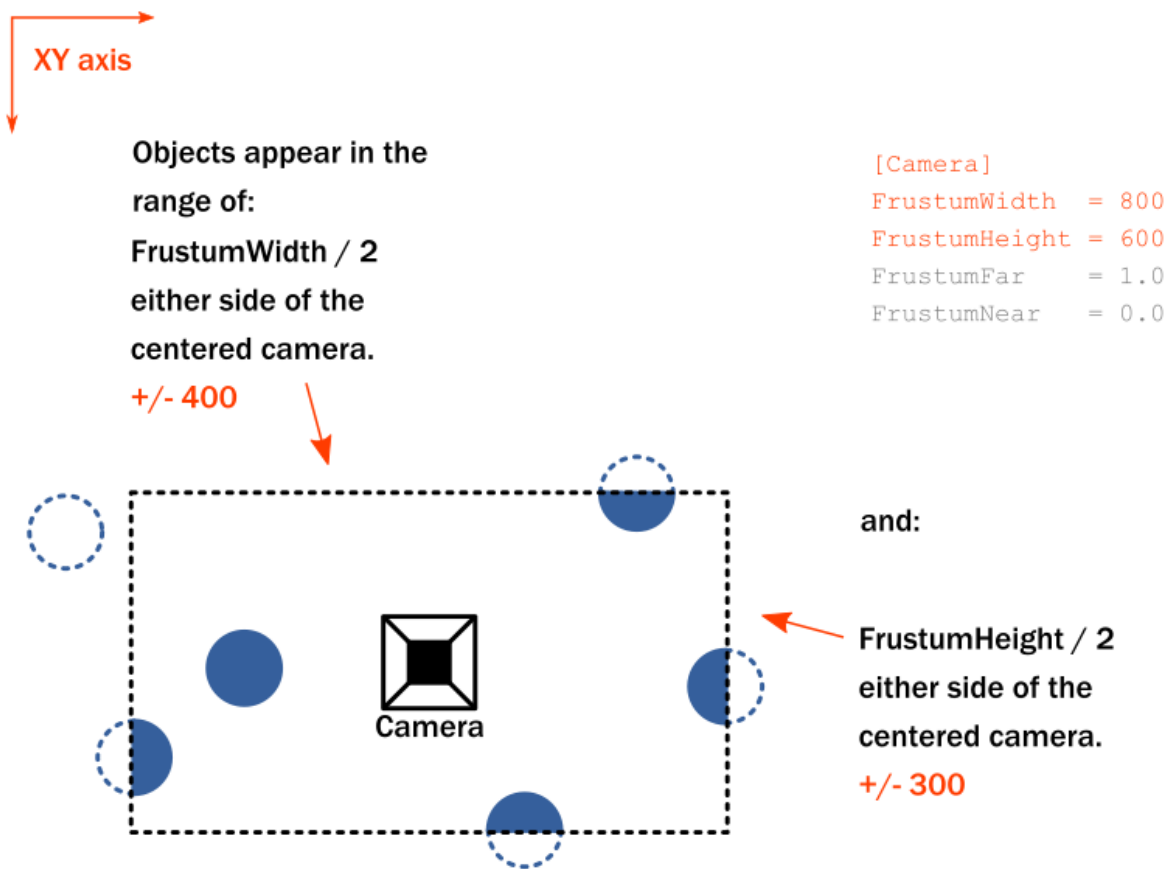 XY axis
Objects appear in the
range of:
FrustumWidth / 2
either side of the
centered camera.
+/- 400
[Camera]
FrustumWidth  = 800
FrustumHeight = 600
FrustumFar    = 1.0
FrustumNear   = 0.0
and:
FrustumHeight / 2
either side of the
centered camera.
+/- 300
Camera